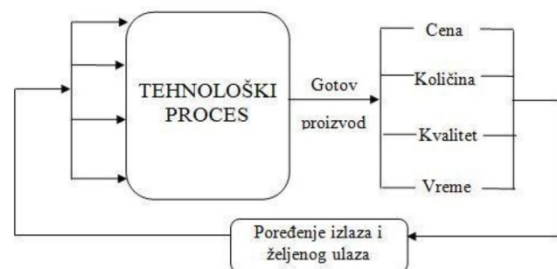 TEHNOLOŠKI
PROCES
Gotov
proizvod
Cena
Količina
Kvalitet
Vreme
Poređenje izlaza i
željenog ulaza